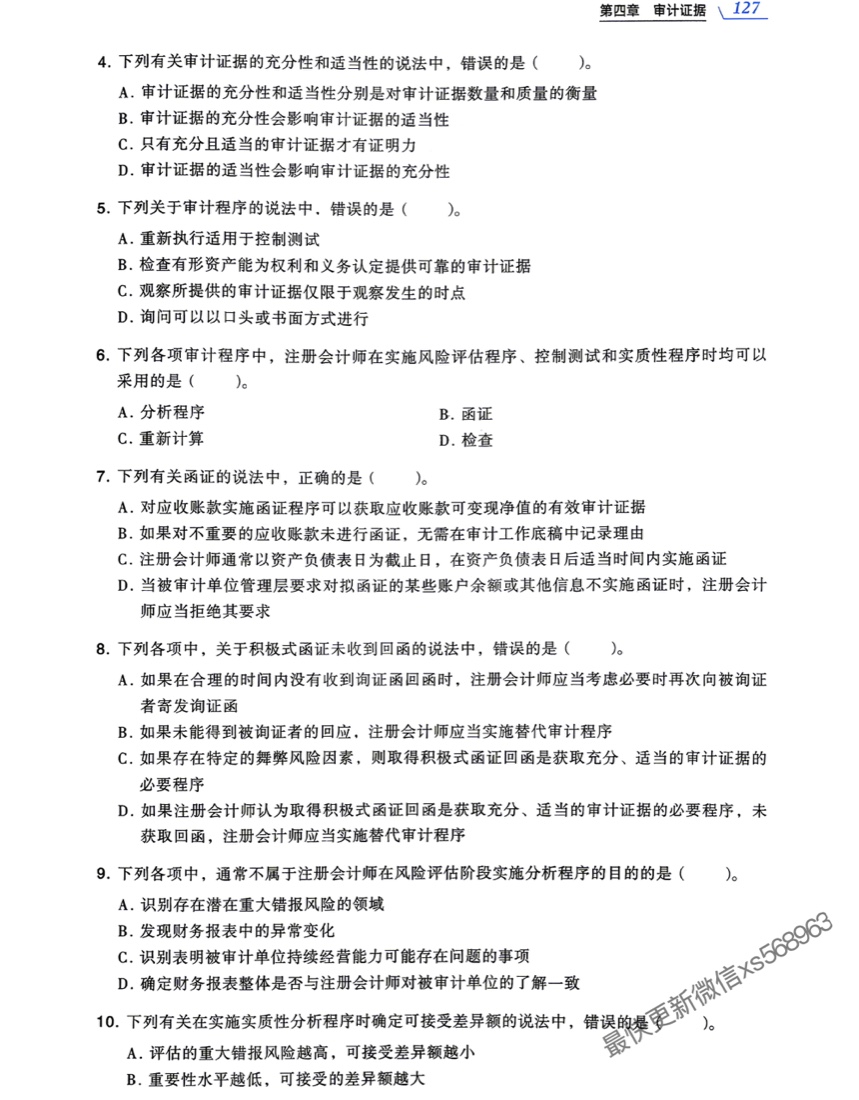 第四章 审计证据 127
4. 下列有关审计证据的充分性和适当性的说法中，错误的是（　　）。
A. 审计证据的充分性和适当性分别是对审计证据数量和质量的衡量
B. 审计证据的充分性会影响审计证据的适当性
C. 只有充分且适当的审计证据才有证明力
D. 审计证据的适当性会影响审计证据的充分性
5. 下列关于审计程序的说法中，错误的是（　　）。
A. 重新执行适用于控制测试
B. 检查有形资产能为权利和义务认定提供可靠的审计证据
C. 观察所提供的审计证据仅限于观察发生的时点
D. 询问可以以口头或书面方式进行
6. 下列各项审计程序中，注册会计师在实施风险评估程序、控制测试和实质性程序时均可以
采用的是（　　）。
A. 分析程序　　B. 函证
C. 重新计算　　D. 检查
7. 下列有关函证的说法中，正确的是（　　）。
A. 对应收账款实施函证程序可以获取应收账款可变现净值的有效审计证据
B. 如果对不重要的应收账款未进行函证，无需在审计工作底稿中记录理由
C. 注册会计师通常以资产负债表日为截止日，在资产负债表日后适当时间内实施函证
D. 当被审计单位管理层要求对拟函证的某些账户余额或其他信息不实施函证时，注册会计
师应当拒绝其要求
8. 下列各项中，关于积极式函证未收到回函的说法中，错误的是（　　）。
A. 如果在合理的时间内没有收到询证函回函时，注册会计师应当考虑必要时再次向被询证
者寄发询证函
B. 如果未能得到被询证者的回应，注册会计师应当实施替代审计程序
C. 如果存在特定的舞弊风险因素，则取得积极式函证回函是获取充分、适当的审计证据的
必要程序
D. 如果注册会计师认为取得积极式函证回函是获取充分、适当的审计证据的必要程序，未
获取回函，注册会计师应当实施替代审计程序
9. 下列各项中，通常不属于注册会计师在风险评估阶段实施分析程序的目的的是（　　）。
A. 识别存在潜在重大错报风险的领域
B. 发现财务报表中的异常变化
C. 识别表明被审计单位持续经营能力可能存在问题的事项
D. 确定财务报表整体是否与注册会计师对被审计单位的了解一致
10. 下列有关在实施实质性分析程序时确定可接受差异额的说法中，错误的是（　　）。
A. 评估的重大错报风险越高，可接受差异额越小
B. 重要性水平越低，可接受的差异额越大
最快更新微信xs568963